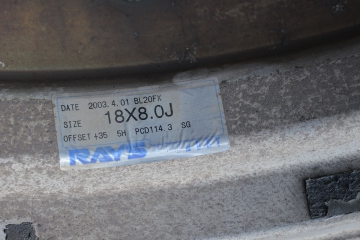 DATE 2003.4.01 BL20FX
SIZE 18X8.0J
OFFSET +35 5H PCD114.3 SG
RAYS